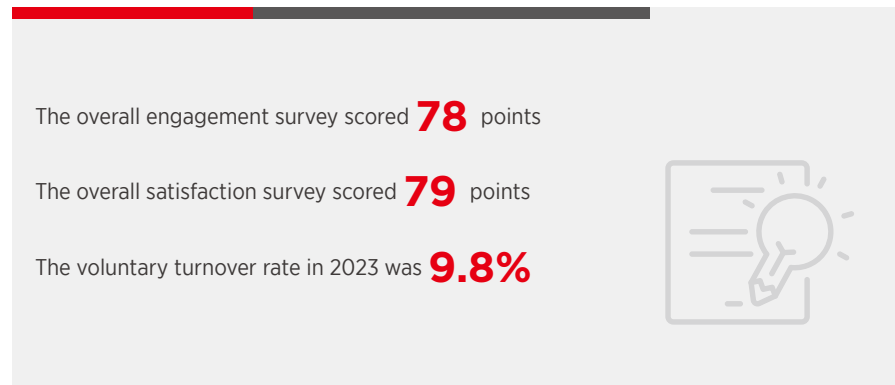 The overall engagement survey scored 78 points
The overall satisfaction survey scored 79 points
The voluntary turnover rate in 2023 was 9.8%